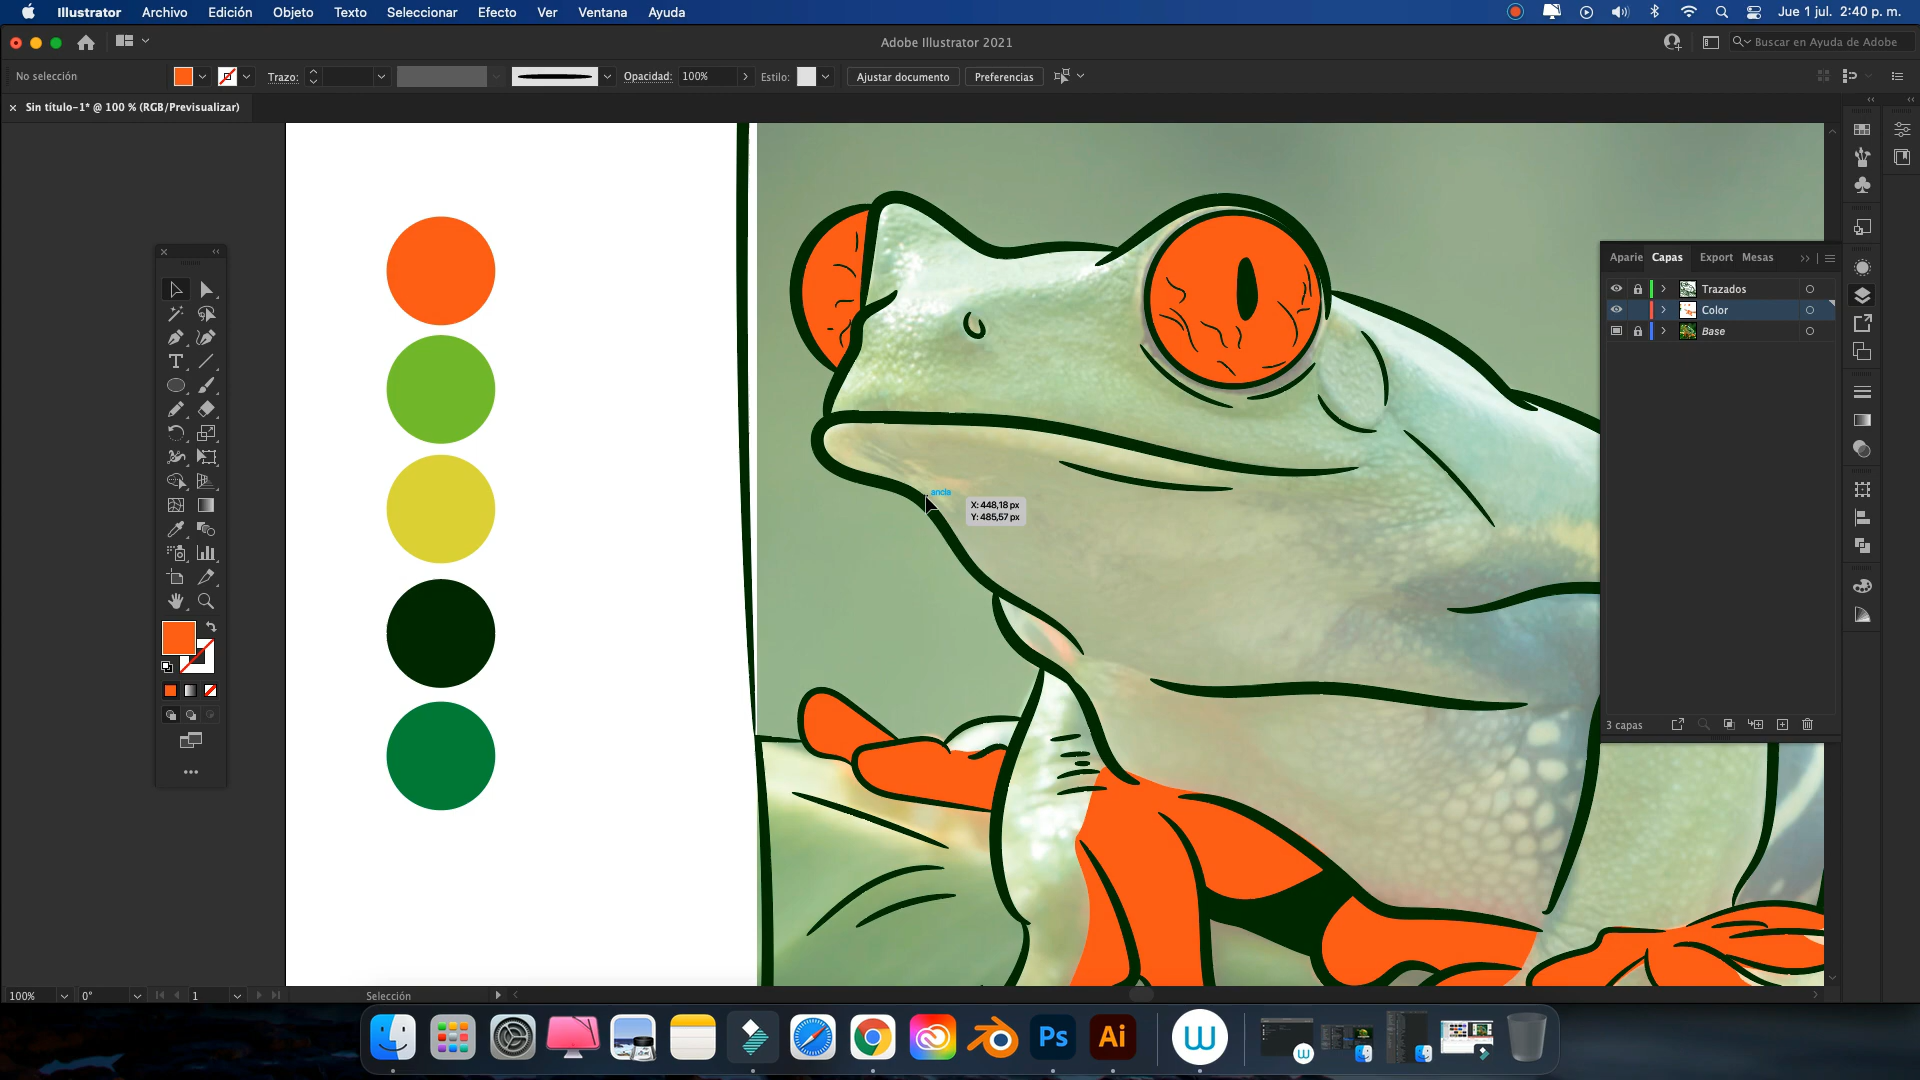 Illustrator Archivo Edición Objeto Texto Seleccionar Efecto Ver Ventana Ayuda Jue 1 jul. 2:40 p. m.
Adobe Illustrator 2021 Buscar en Ayuda de Adobe
No selección Trazo: Opacidad: 100% Estilo: Ajustar documento Preferencias
× Sin título-1* @ 100 % (RGB/Previsualizar)
Aparie Capas Export Mesas
Trazados
Color
Base
ancla
X: 448,18 px
Y: 485,57 px
3 capas
100% 0° 1 Selección
Ps Ai